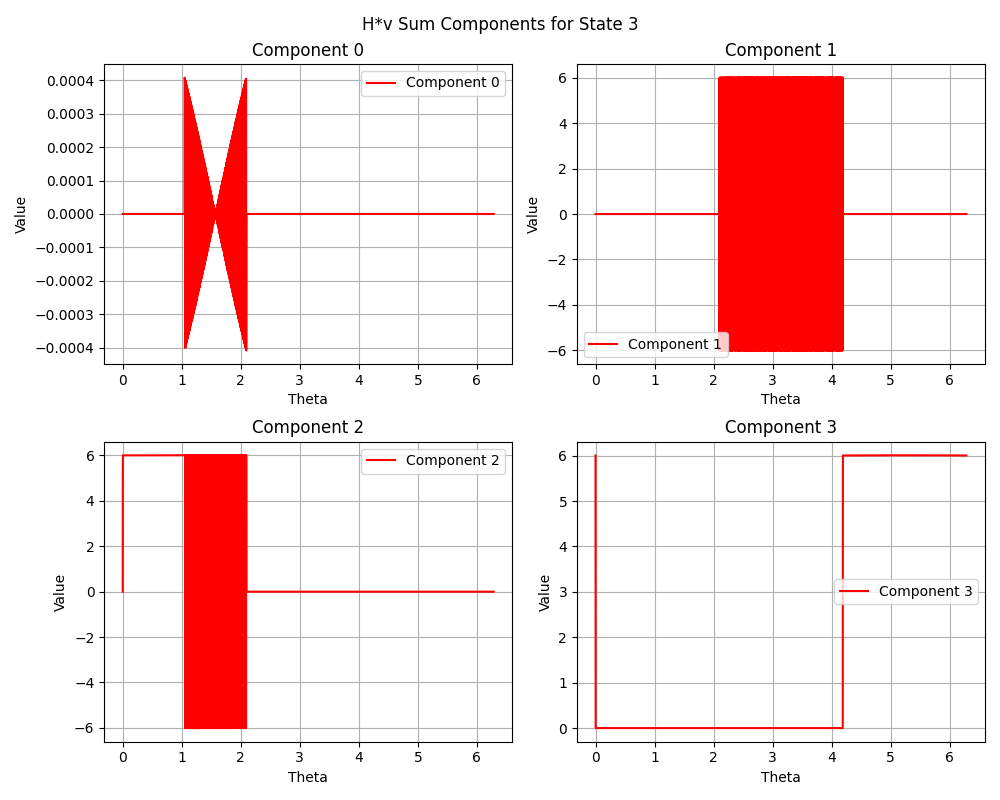 H*v Sum Components for State 3
Component 0
0.0004
0.0003
0.0002
0.0001
0.0000
−0.0001
−0.0002
−0.0003
−0.0004
Value
Component 0
0 1 2 3 4 5 6
Theta
Component 1
6
4
2
0
−2
−4
−6
Value
Component 1
0 1 2 3 4 5 6
Theta
Component 2
6
4
2
0
−2
−4
−6
Value
Component 2
0 1 2 3 4 5 6
Theta
Component 3
6
5
4
3
2
1
0
Value
Component 3
0 1 2 3 4 5 6
Theta